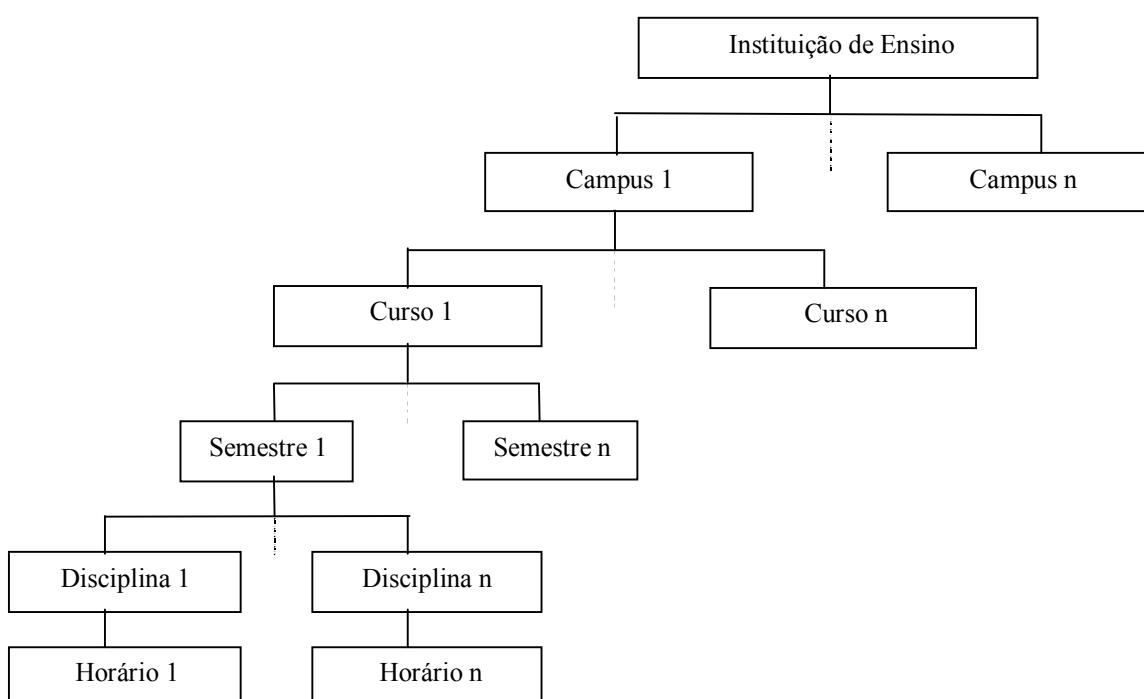 Instituição de Ensino
Campus 1
Campus n
Curso 1
Curso n
Semestre 1
Semestre n
Disciplina 1
Disciplina n
Horário 1
Horário n